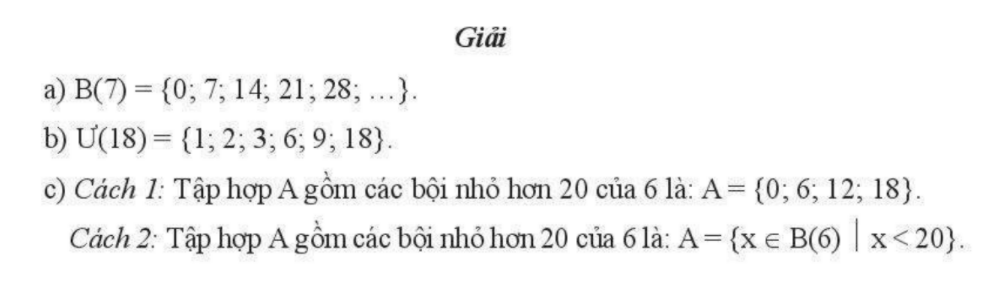 Giải
a) B(7) = {0; 7; 14; 21; 28; …}.
b) Ư(18) = {1; 2; 3; 6; 9; 18}.
c) Cách 1: Tập hợp A gồm các bội nhỏ hơn 20 của 6 là: A = {0; 6; 12; 18}.
Cách 2: Tập hợp A gồm các bội nhỏ hơn 20 của 6 là: A = {x ∈ B(6) | x < 20}.